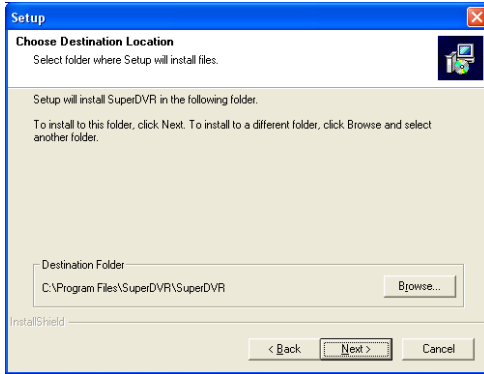 Setup
Choose Destination Location
Select folder where Setup will install files.
Setup will install SuperDVR in the following folder.
To install to this folder, click Next. To install to a different folder, click Browse and select
another folder.
Destination Folder
C:\Program Files\SuperDVR\SuperDVR
Browse...
InstallShield
< Back
Next >
Cancel